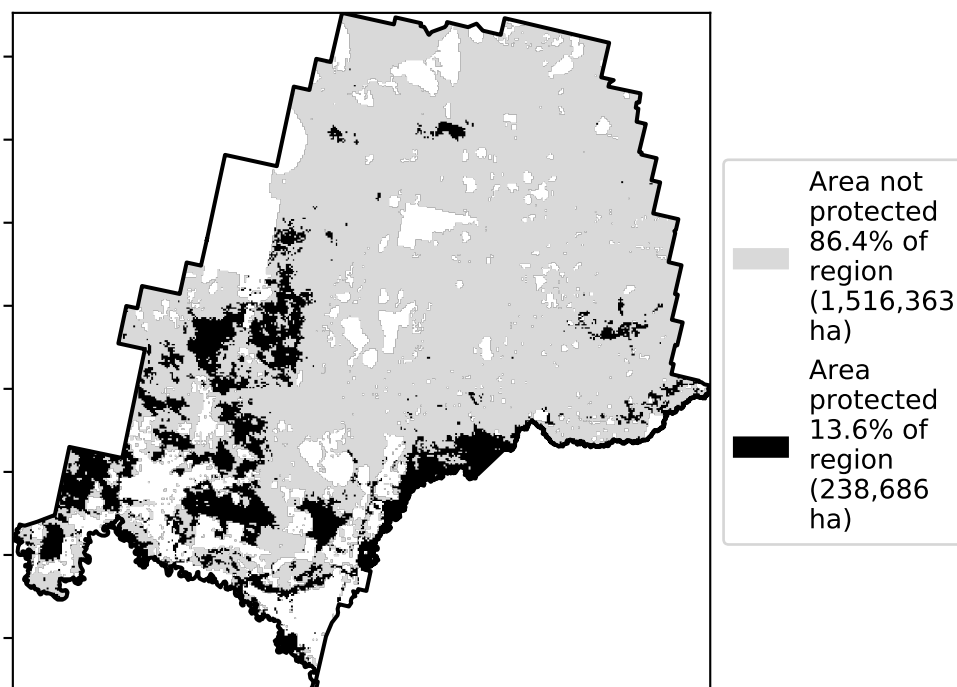 Area not
protected
86.4% of
region
(1,516,363
ha)
Area
protected
13.6% of
region
(238,686
ha)